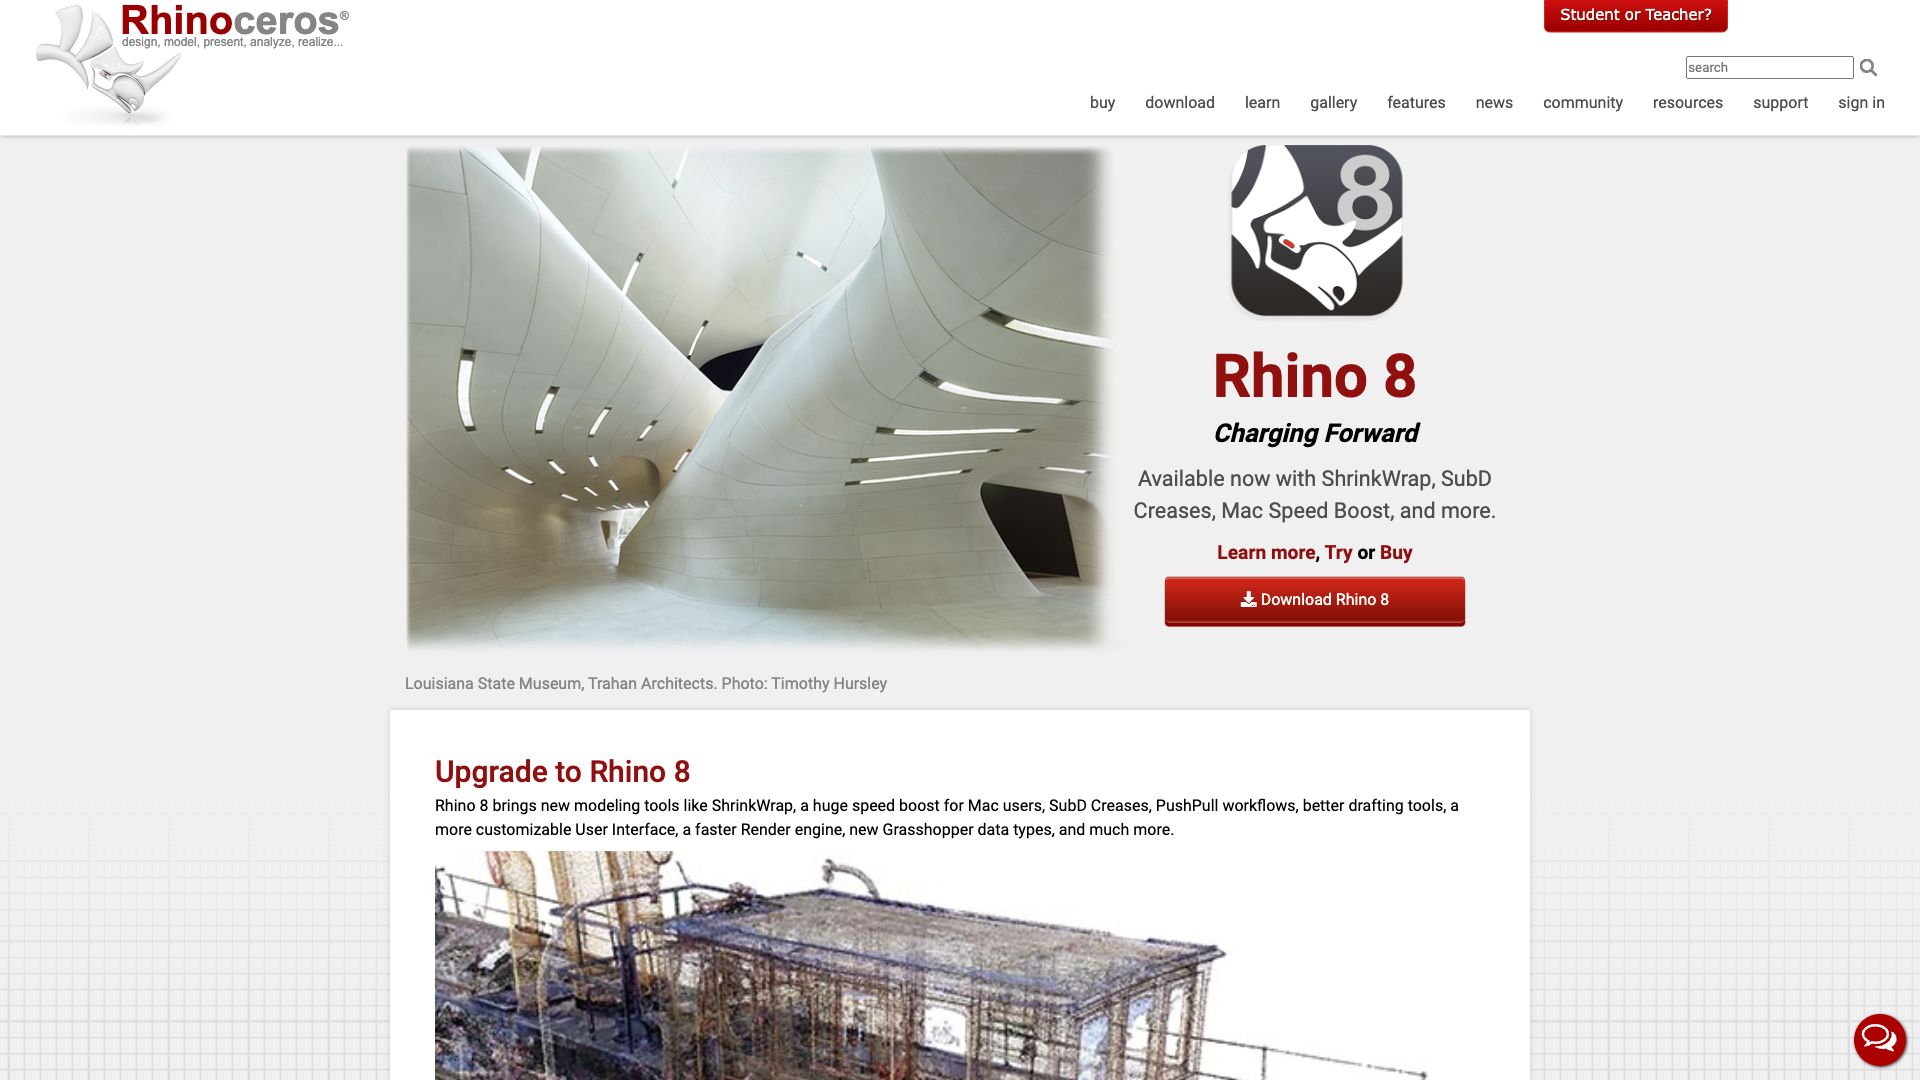 Rhinoceros®
design, model, present, analyze, realize...
Student or Teacher?
search
buy download learn gallery features news community resources support sign in
8
Rhino 8
Charging Forward
Available now with ShrinkWrap, SubD
Creases, Mac Speed Boost, and more.
Learn more, Try or Buy
Download Rhino 8
Louisiana State Museum, Trahan Architects. Photo: Timothy Hursley
Upgrade to Rhino 8
Rhino 8 brings new modeling tools like ShrinkWrap, a huge speed boost for Mac users, SubD Creases, PushPull workflows, better drafting tools, a
more customizable User Interface, a faster Render engine, new Grasshopper data types, and much more.